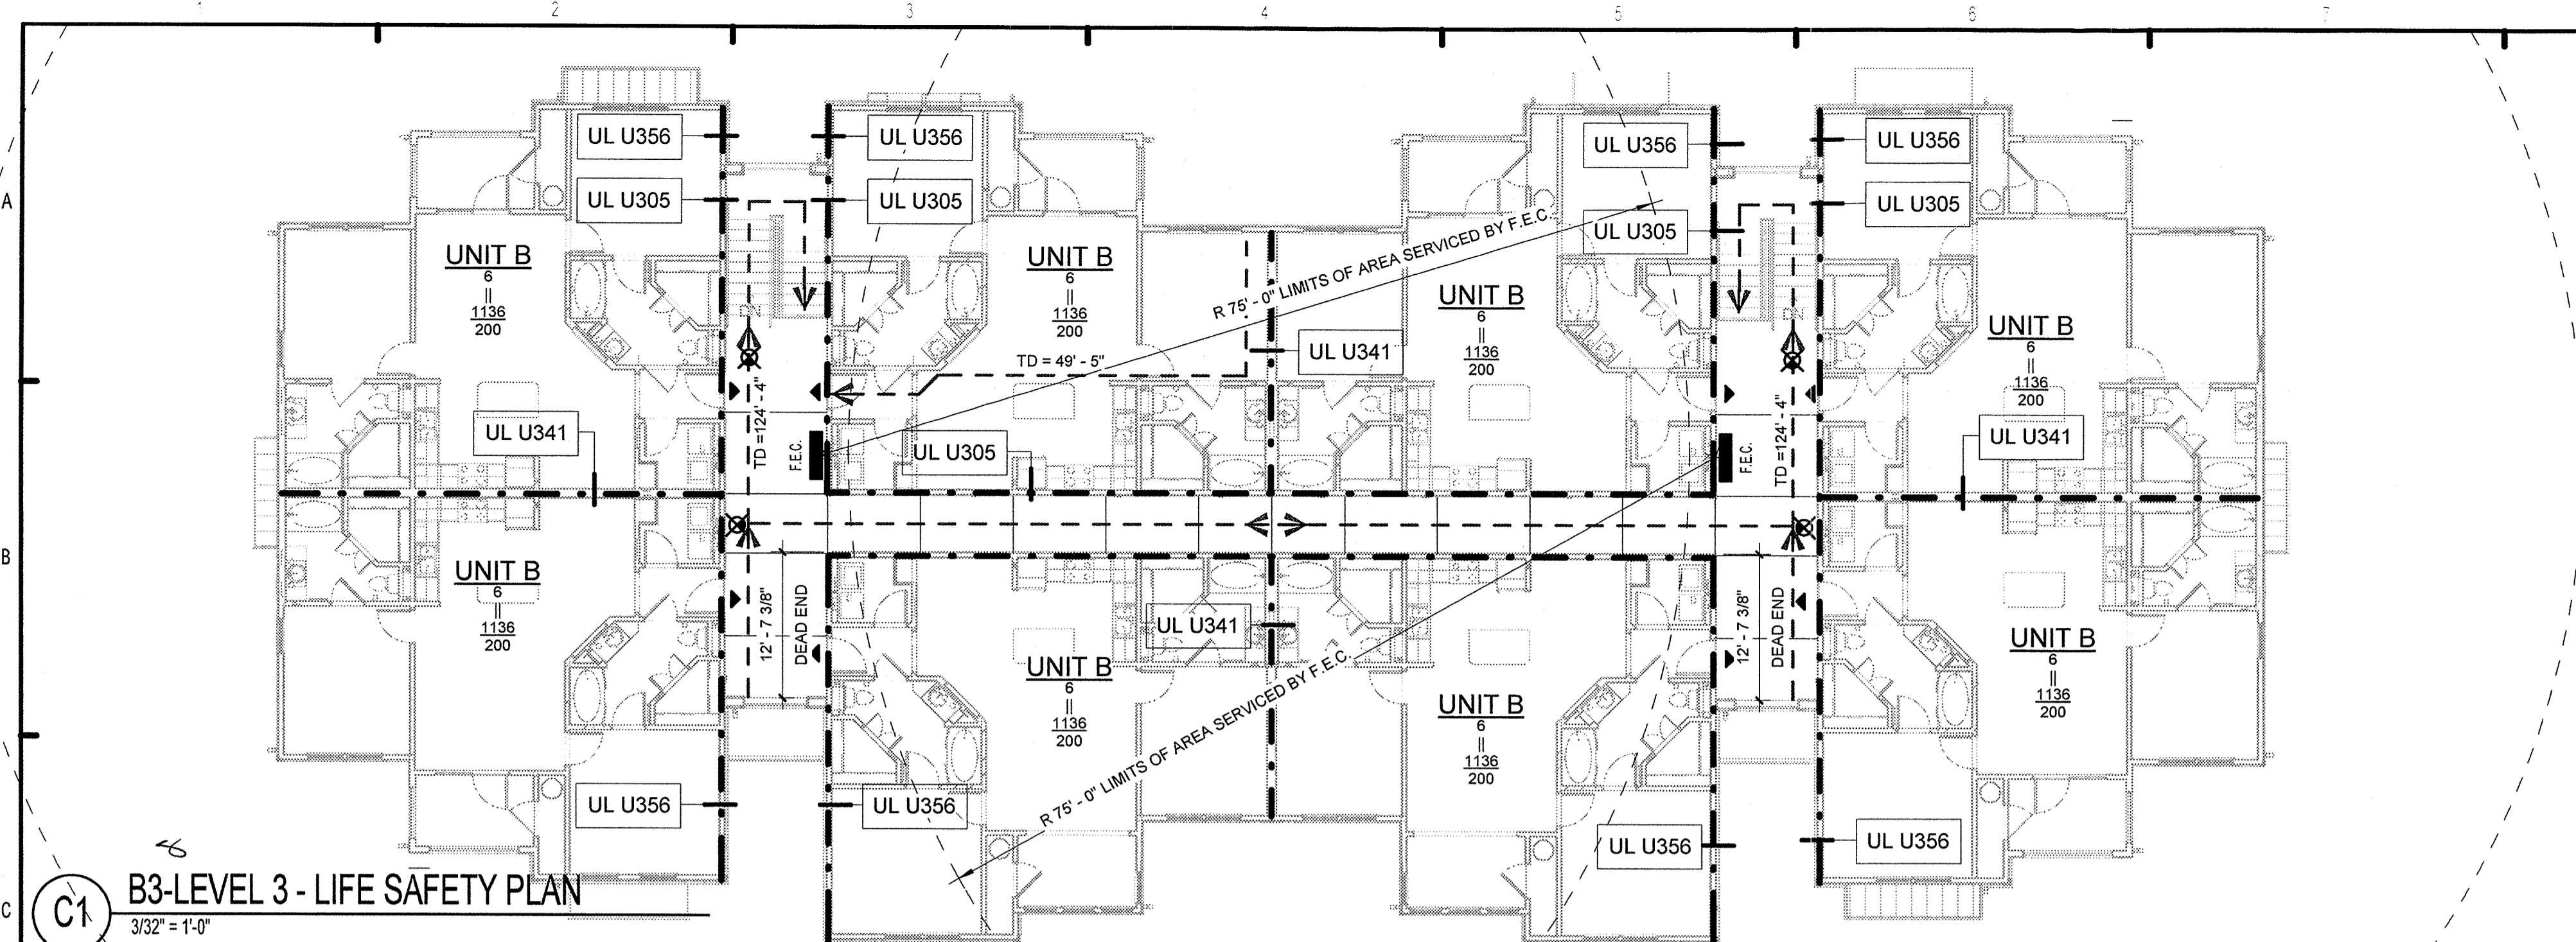 1 2 3 4 5 6 7
A
B
C
UL U356
UL U356
UL U356
UL U356
UL U305
UL U305
UL U305
UL U305
UNIT B
6
1136
200
UNIT B
6
1136
200
UNIT B
6
1136
200
UNIT B
6
1136
200
DN
DN
R 75' - 0" LIMITS OF AREA SERVICED BY F.E.C.
TD = 49' - 5"
UL U341
TD =124' - 4"
TD =124' - 4"
F.E.C.
F.E.C.
UL U341
UL U305
UL U341
UNIT B
6
1136
200
UNIT B
6
1136
200
UNIT B
6
1136
200
UNIT B
6
1136
200
12' - 7 3/8"
DEAD END
12' - 7 3/8"
DEAD END
UL U341
R 75' - 0" LIMITS OF AREA SERVICED BY F.E.C.
UL U356
UL U356
UL U356
UL U356
C1
B3-LEVEL 3 - LIFE SAFETY PLAN
3/32" = 1'-0"